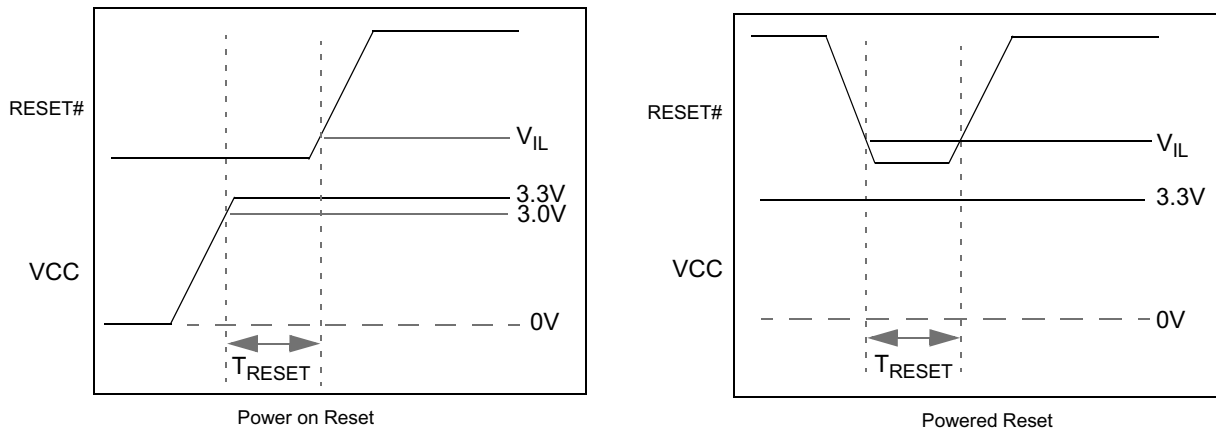 RESET#
VIL
3.3V
3.0V
VCC
0V
TRESET
Power on Reset
RESET#
VIL
3.3V
VCC
0V
TRESET
Powered Reset